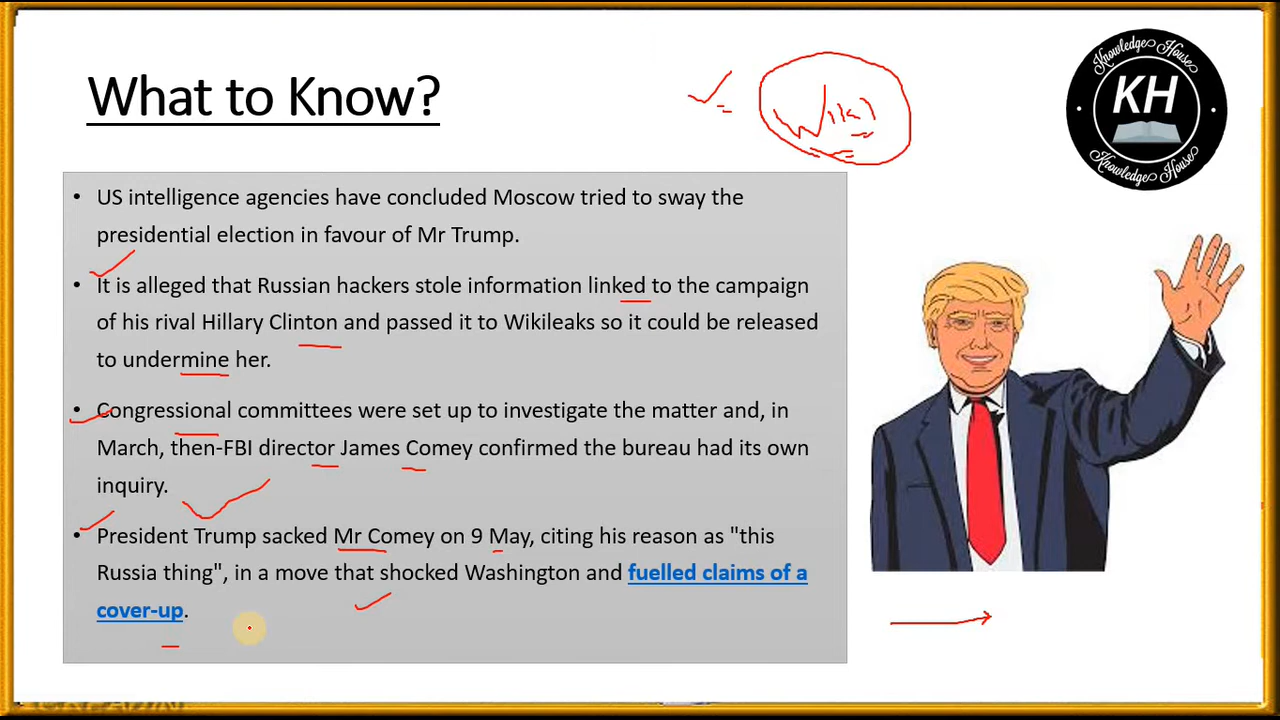 What to Know?
Wiki
Knowledge House
KH
Knowledge House
• US intelligence agencies have concluded Moscow tried to sway the
presidential election in favour of Mr Trump.
• It is alleged that Russian hackers stole information linked to the campaign
of his rival Hillary Clinton and passed it to Wikileaks so it could be released
to undermine her.
• Congressional committees were set up to investigate the matter and, in
March, then-FBI director James Comey confirmed the bureau had its own
inquiry.
• President Trump sacked Mr Comey on 9 May, citing his reason as "this
Russia thing", in a move that shocked Washington and fuelled claims of a
cover-up.